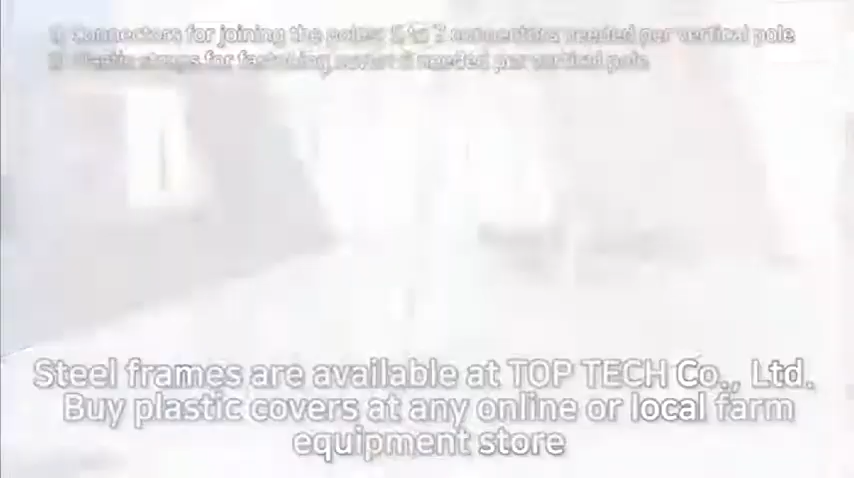 Connectors for joining the poles: 2 connectors needed per vertical pole
Plastic straps for fastening needed per vertical pole
Steel frames are available at TOP TECH Co., Ltd.
Buy plastic covers at any online or local farm
equipment store